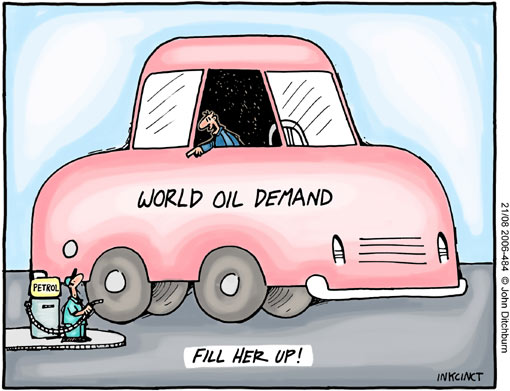 WORLD OIL DEMAND
PETROL
FILL HER UP!
INKCINCT
21/08 2006-484 © John Ditchburn